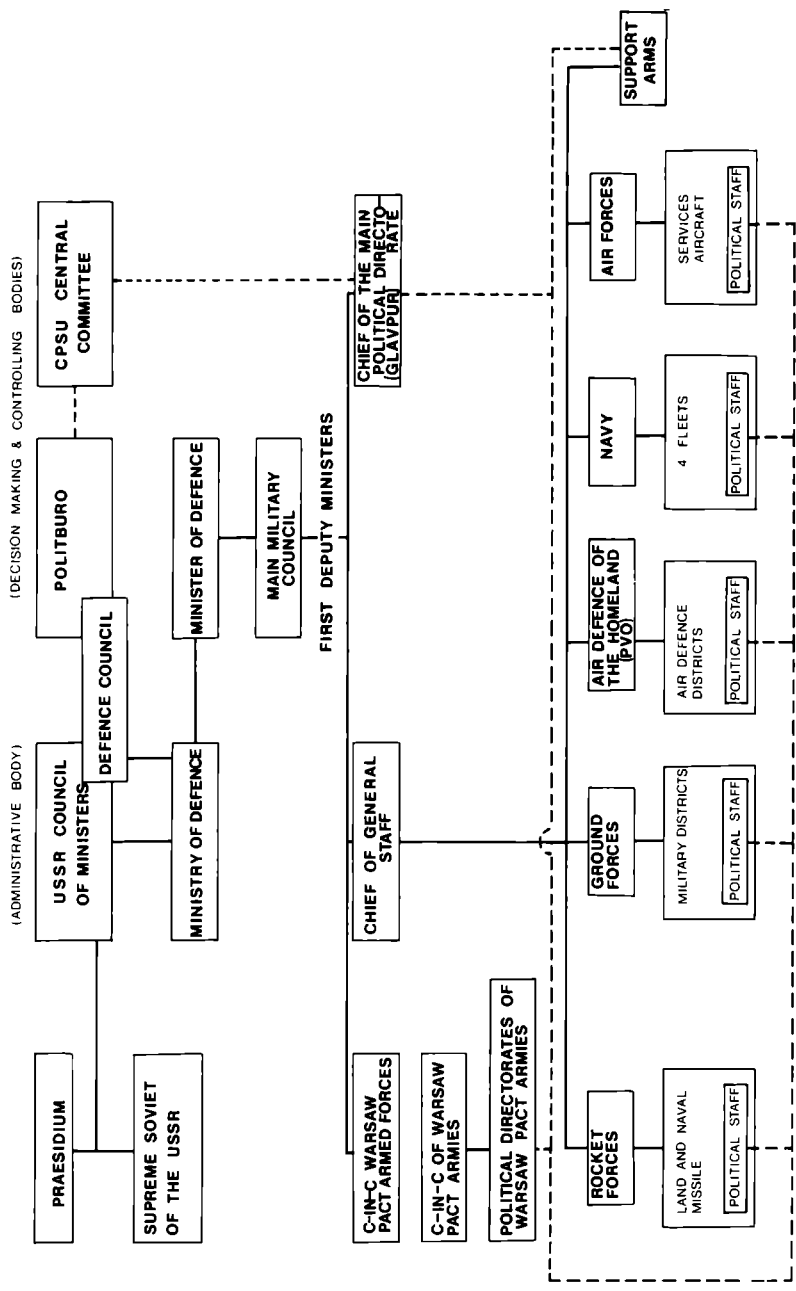 (ADMINISTRATIVE BODY)
(DECISION MAKING & CONTROLLING BODIES)
PRAESIDIUM
USSR COUNCIL
OF MINISTERS
POLITBURO
CPSU CENTRAL
COMMITTEE
DEFENCE COUNCIL
SUPREME SOVIET
OF THE USSR
MINISTRY OF DEFENCE
MINISTER OF DEFENCE
MAIN MILITARY
COUNCIL
FIRST DEPUTY MINISTERS
C-IN-C WARSAW
PACT ARMED FORCES
CHIEF OF GENERAL
STAFF
CHIEF OF THE MAIN
POLITICAL DIRECTO-
RATE
(GLAVPUR)
C-IN-C OF WARSAW
PACT ARMIES
POLITICAL DIRECTORATES OF
WARSAW PACT ARMIES
ROCKET
FORCES
GROUND
FORCES
AIR DEFENCE OF
THE HOMELAND
(PVO)
NAVY
AIR FORCES
SUPPORT
ARMS
LAND AND NAVAL
MISSILE
POLITICAL STAFF
MILITARY DISTRICTS
POLITICAL STAFF
AIR DEFENCE
DISTRICTS
POLITICAL STAFF
4 FLEETS
POLITICAL STAFF
SERVICES
AIRCRAFT
POLITICAL STAFF